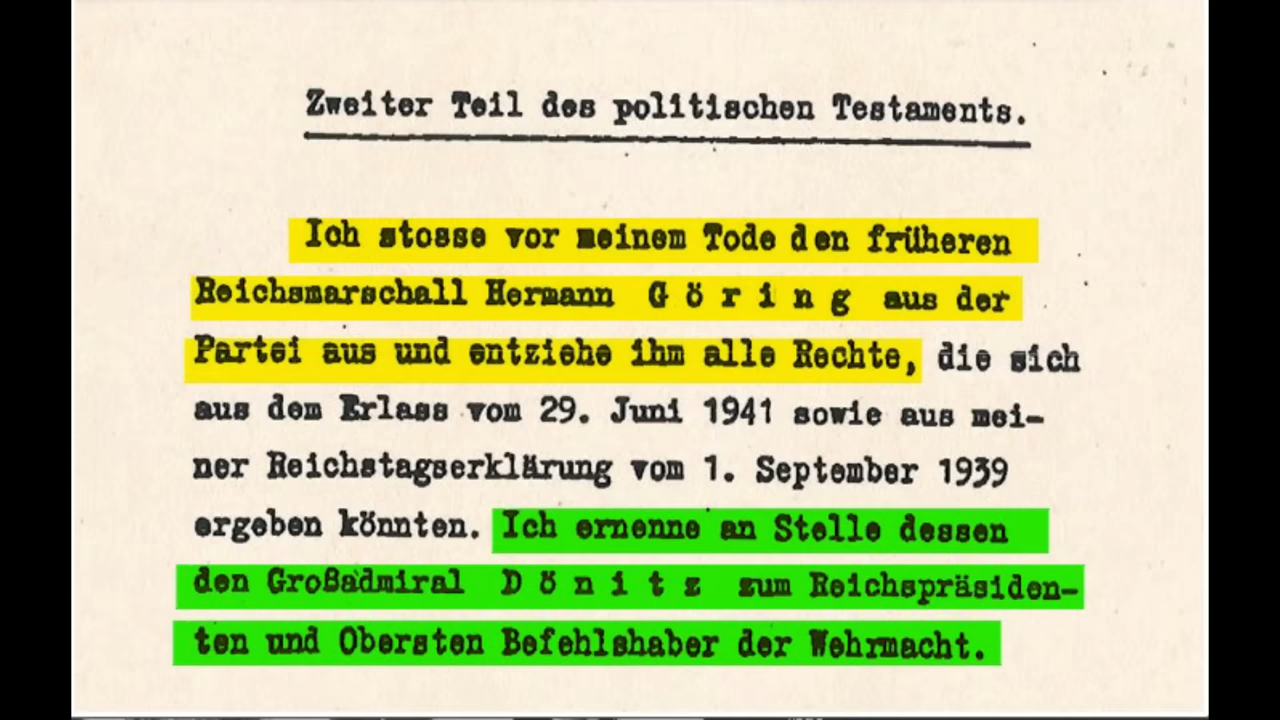 Zweiter Teil des politischen Testaments.
Ich stosse vor meinem Tode den früheren
Reichsmarschall Hermann G ö r i n g aus der
Partei aus und entziehe ihm alle Rechte, die sich
aus dem Erlass vom 29. Juni 1941 sowie aus mei-
ner Reichstagserklärung vom 1. September 1939
ergeben könnten. Ich ernenne an Stelle dessen
den Großadmiral D ö n i t z zum Reichspräsiden-
ten und Obersten Befehlshaber der Wehrmacht.